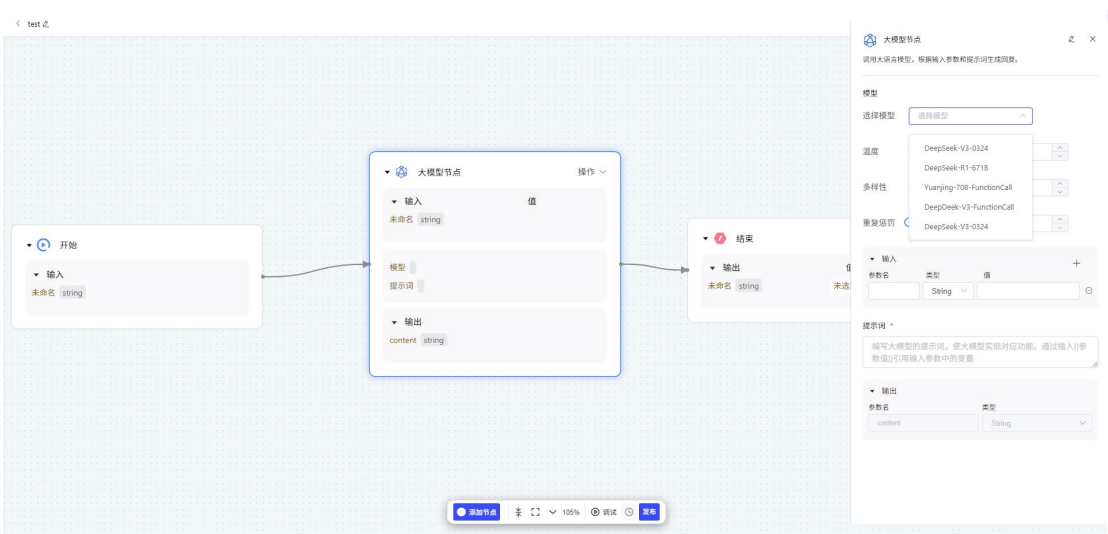 test
大模型节点
调用大语言模型，根据输入参数和提示词生成回复。
模型
选择模型 选择模型
DeepSeek-V3-0324
DeepSeek-R1-671B
Yuanjing-70B-FunctionCall
DeepDeek-V3-FunctionCall
DeepSeek-V3-0324
温度
多样性
重复惩罚
输入
参数名 类型 值
String
提示词 *
编写大模型的提示词，使大模型实现对应功能。通过插入{{参
数值}}引用输入参数中的变量
输出
参数名 类型
content String
开始
输入
未命名 string
大模型节点 操作
输入 值
未命名 string
模型
提示词
输出
content string
结束
输出
未命名 string 未选
添加节点 105% 调试 发布